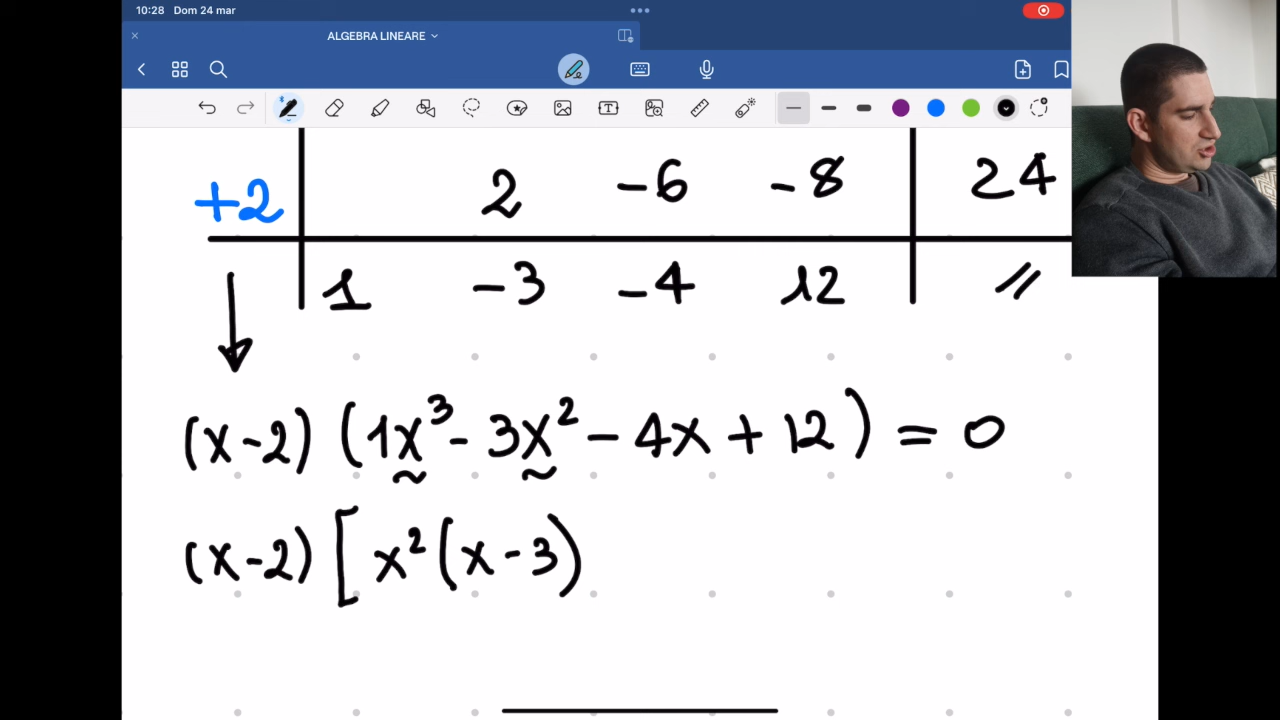 10:28 Dom 24 mar
ALGEBRA LINEARE
+2 2 -6 -8 24
1 -3 -4 12 //
(x-2) (1x³ - 3x² - 4x + 12) = 0
(x-2) [x²(x-3)